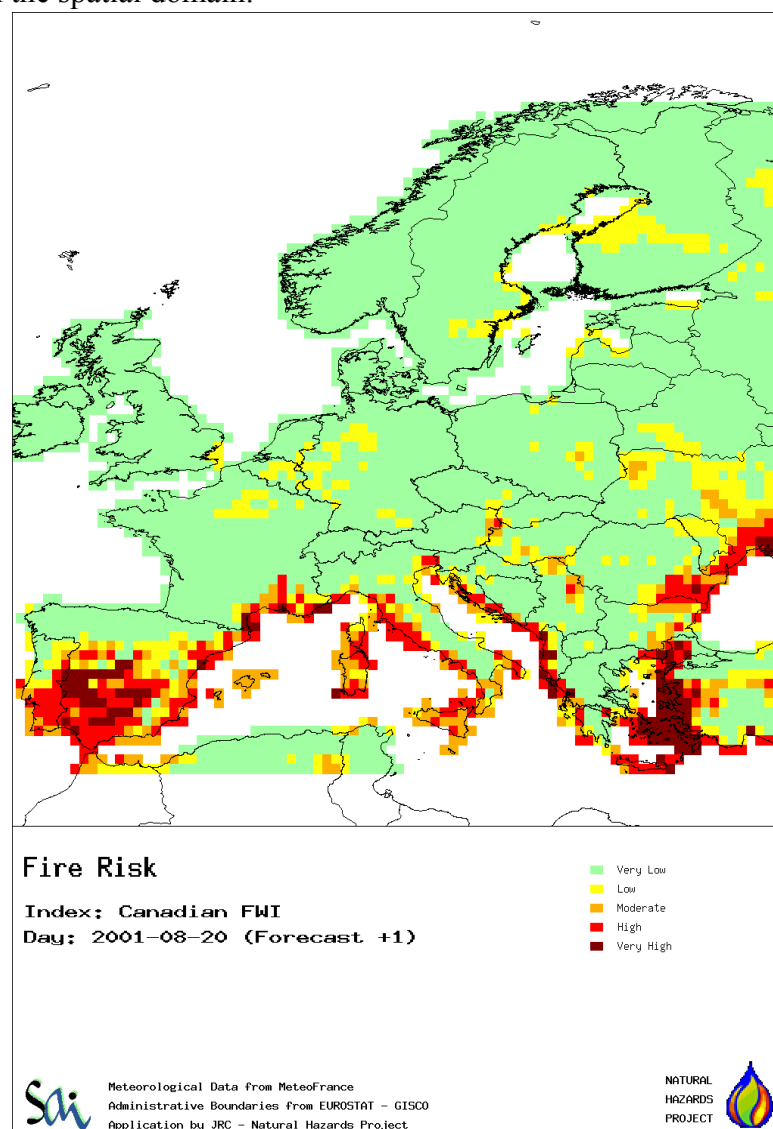 the spatial domain.
Fire Risk
Index: Canadian FWI
Day: 2001-08-20 (Forecast +1)
Very Low
Low
Moderate
High
Very High
Sai
Meteorological Data from MeteoFrance
Administrative Boundaries from EUROSTAT - GISCO
Application by JRC - Natural Hazards Project
NATURAL
HAZARDS
PROJECT